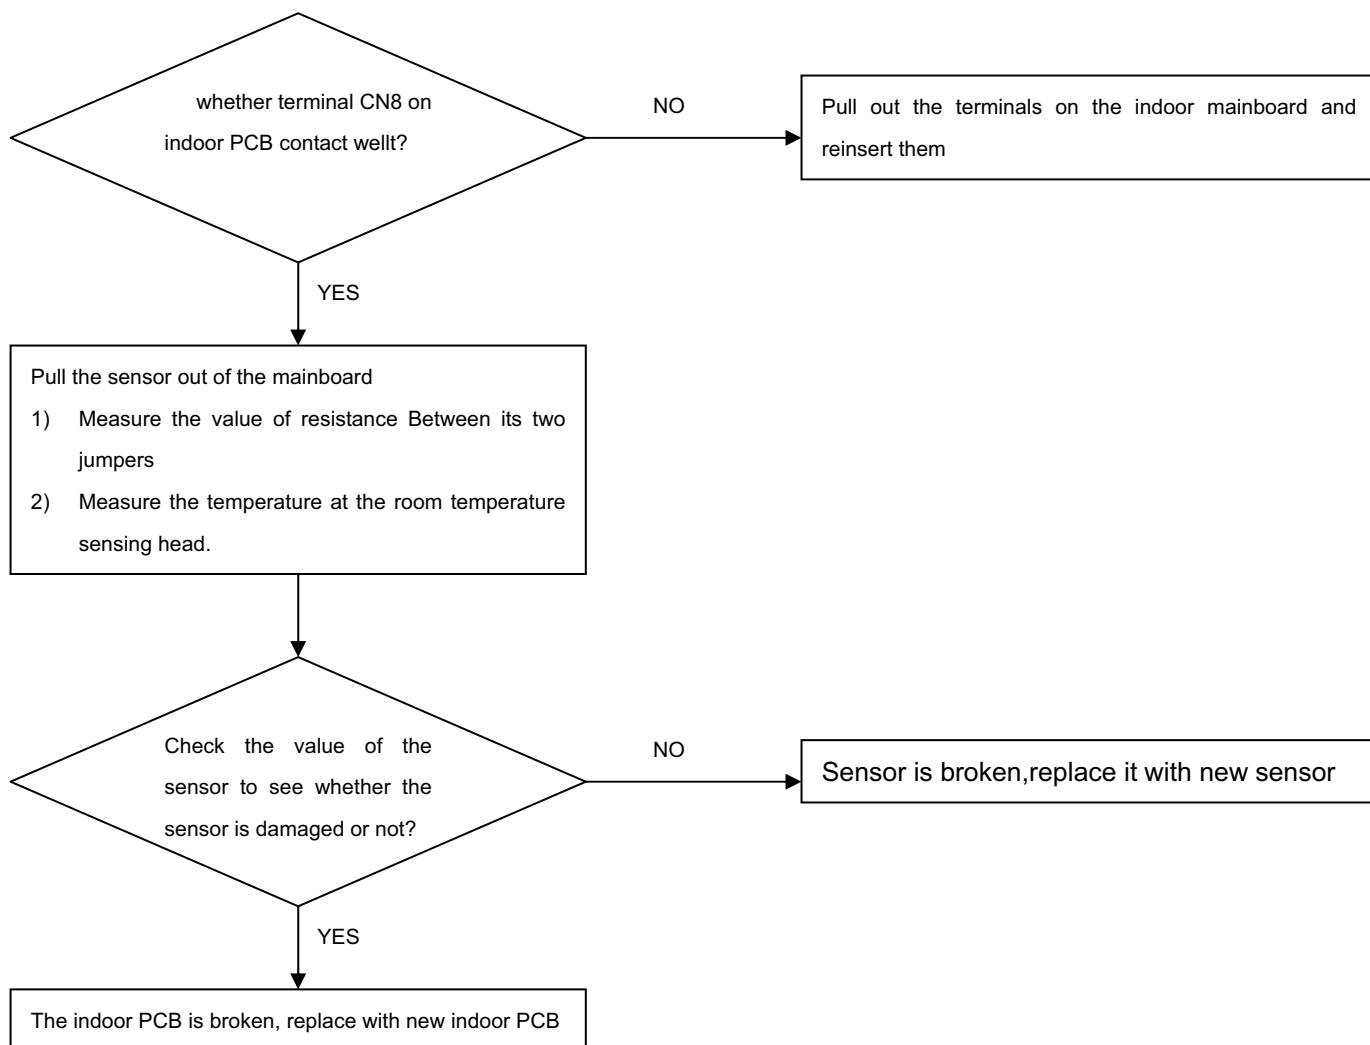 whether terminal CN8 on
indoor PCB contact wellt?
NO
Pull out the terminals on the indoor mainboard and
reinsert them
YES
Pull the sensor out of the mainboard
1) Measure the value of resistance Between its two
jumpers
2) Measure the temperature at the room temperature
sensing head.
Check the value of the
sensor to see whether the
sensor is damaged or not?
NO
Sensor is broken,replace it with new sensor
YES
The indoor PCB is broken, replace with new indoor PCB